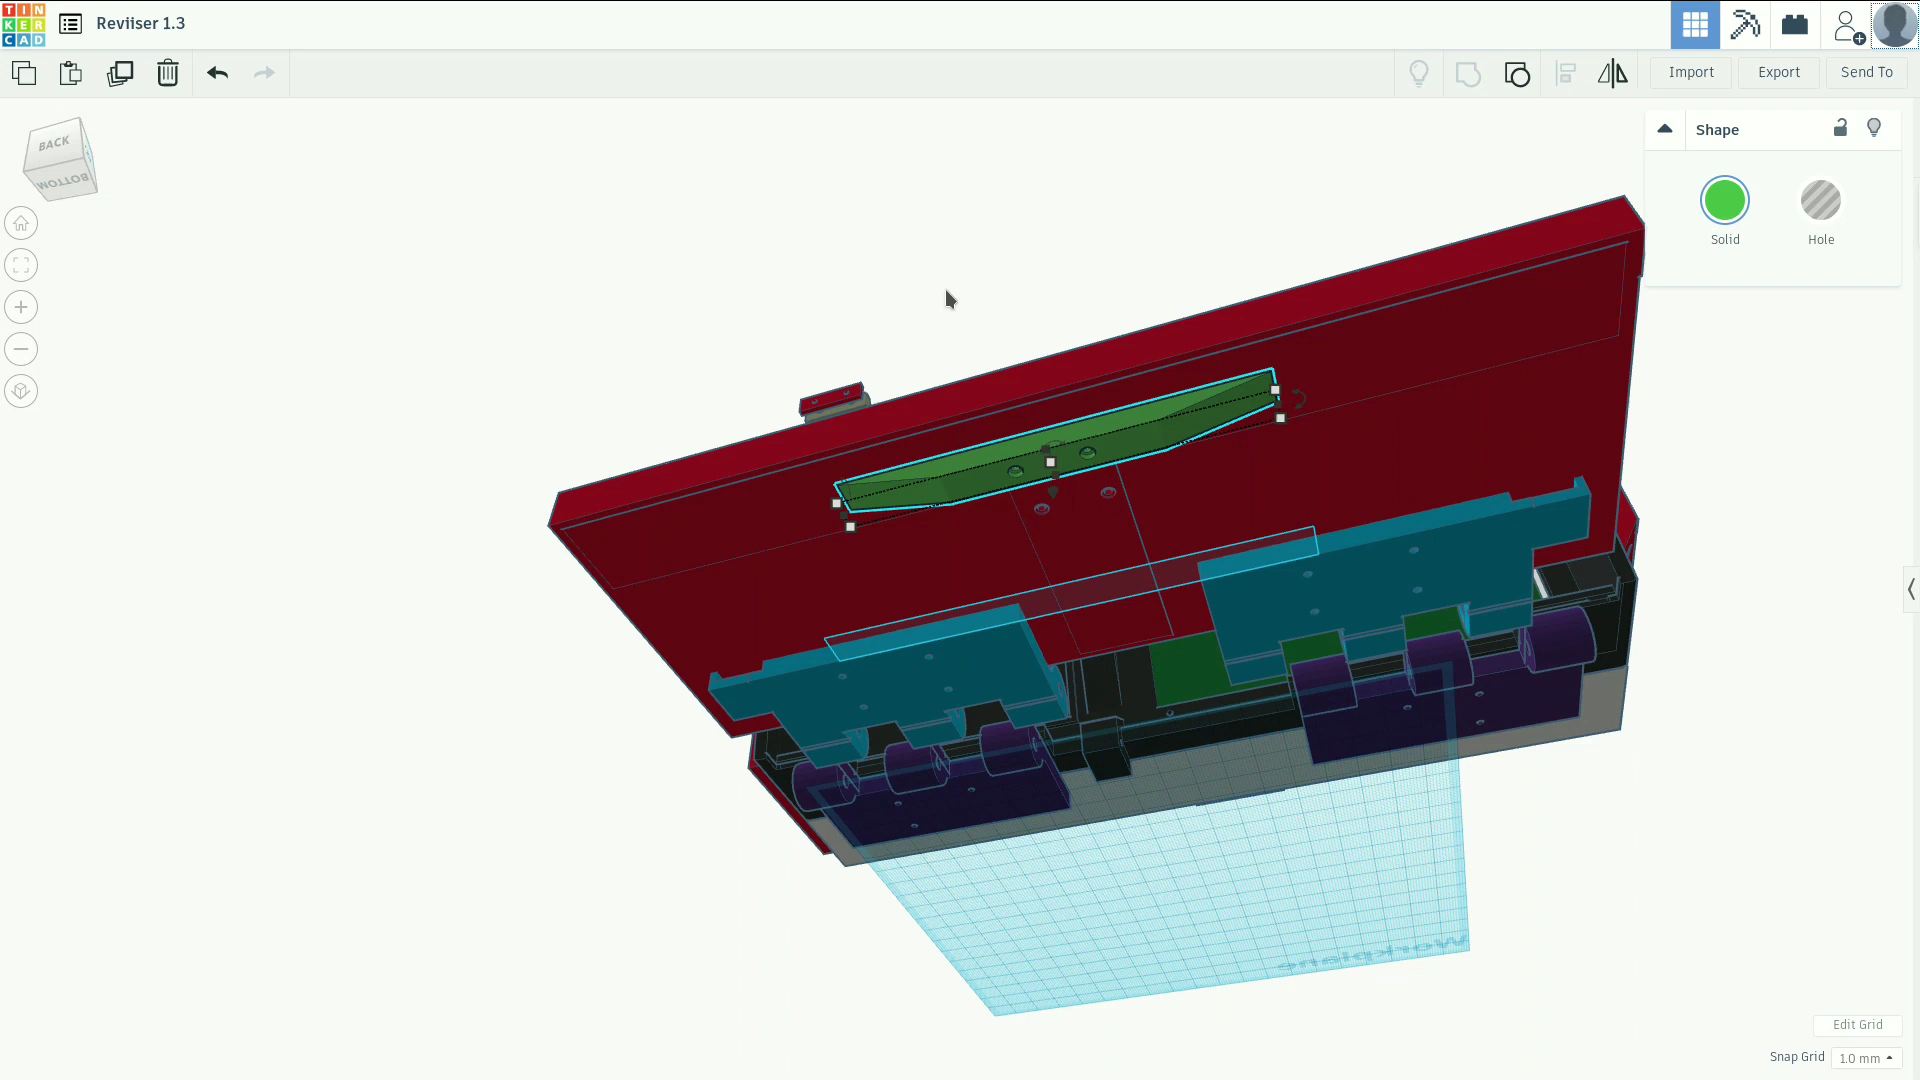 TIN
KER
CAD
Reviiser 1.3
Import
Export
Send To
BACK
BOTTOM
Shape
Solid
Hole
Workplane
Edit Grid
Snap Grid
1.0 mm